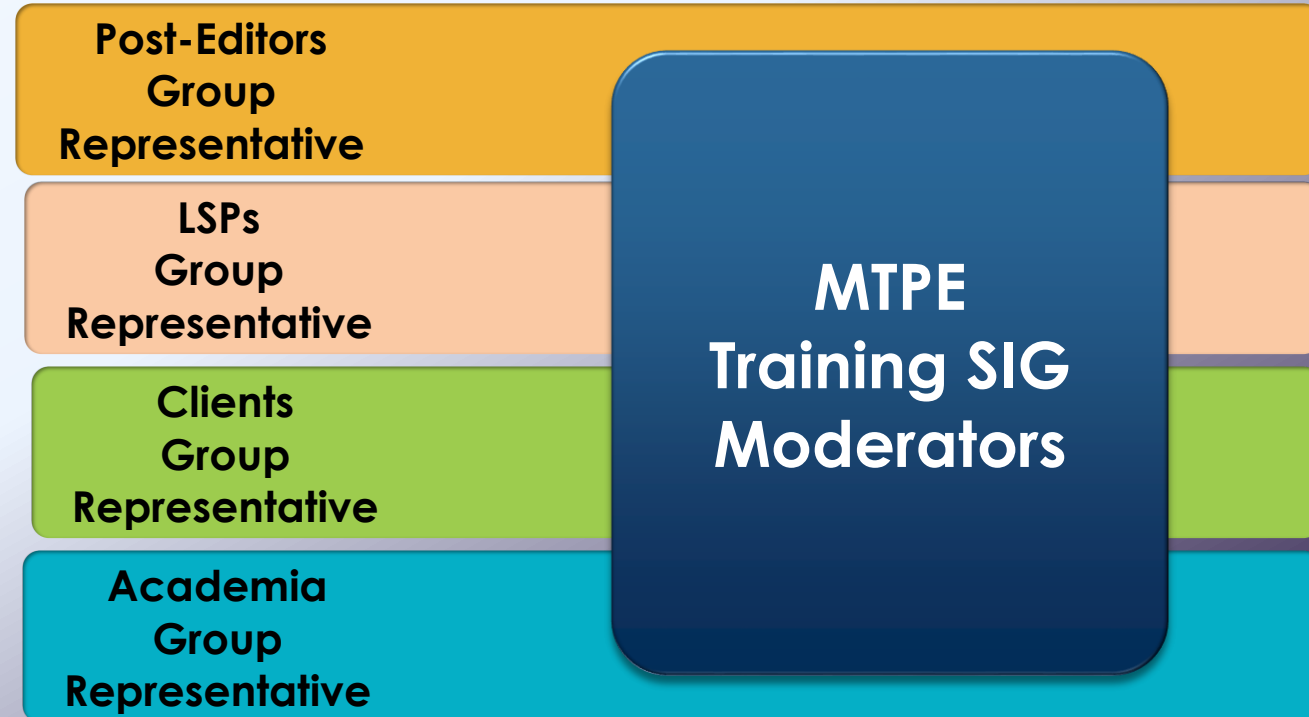 Post-Editors
Group
Representative
LSPs
Group
Representative
Clients
Group
Representative
Academia
Group
Representative
MTPE
Training SIG
Moderators